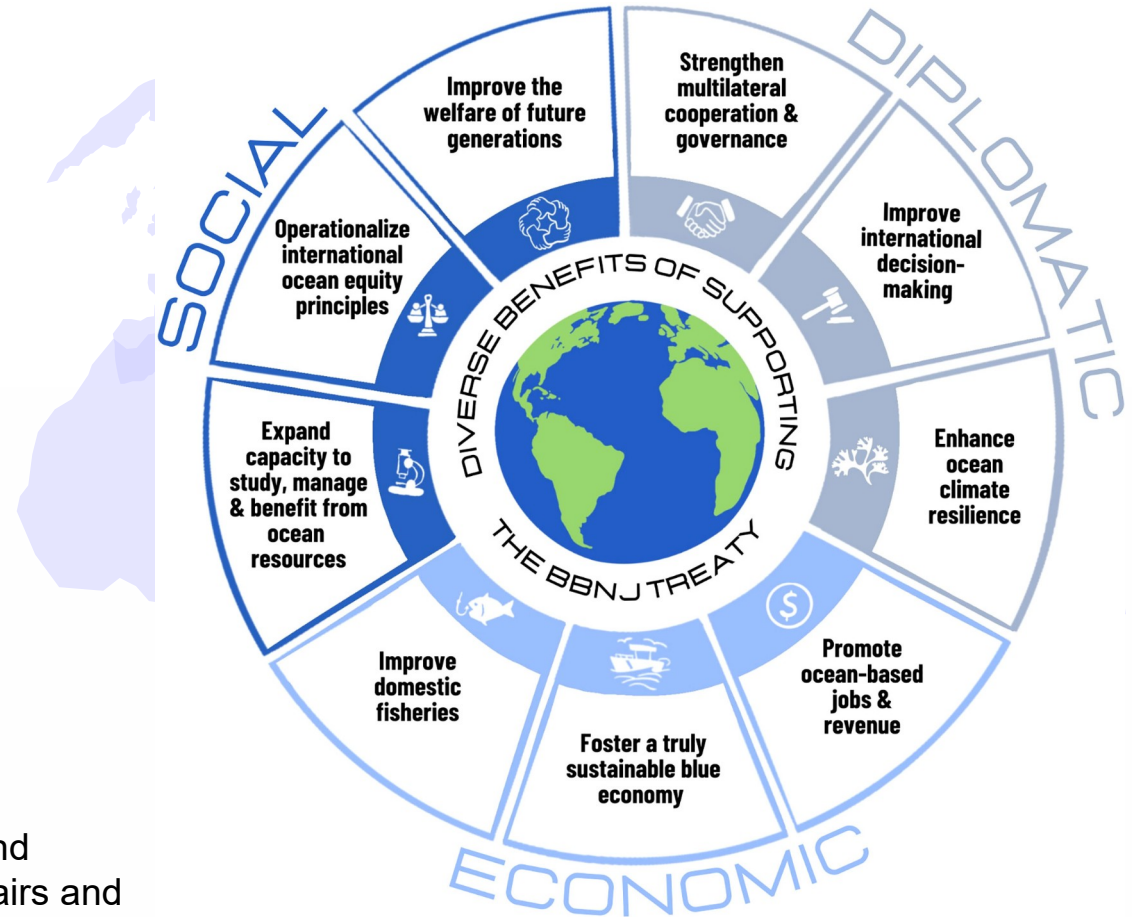 DIPLOMATIC
Strengthen
multilateral
cooperation &
governance
Improve
international
decision-
making
Enhance
ocean
climate
resilience
ECONOMIC
Promote
ocean-based
jobs &
revenue
Foster a truly
sustainable blue
economy
Improve
domestic
fisheries
SOCIAL
Expand
capacity to
study, manage
& benefit from
ocean
resources
Operationalize
international
ocean equity
principles
Improve the
welfare of future
generations
DIVERSE BENEFITS OF SUPPORTING
THE BBNJ TREATY
and